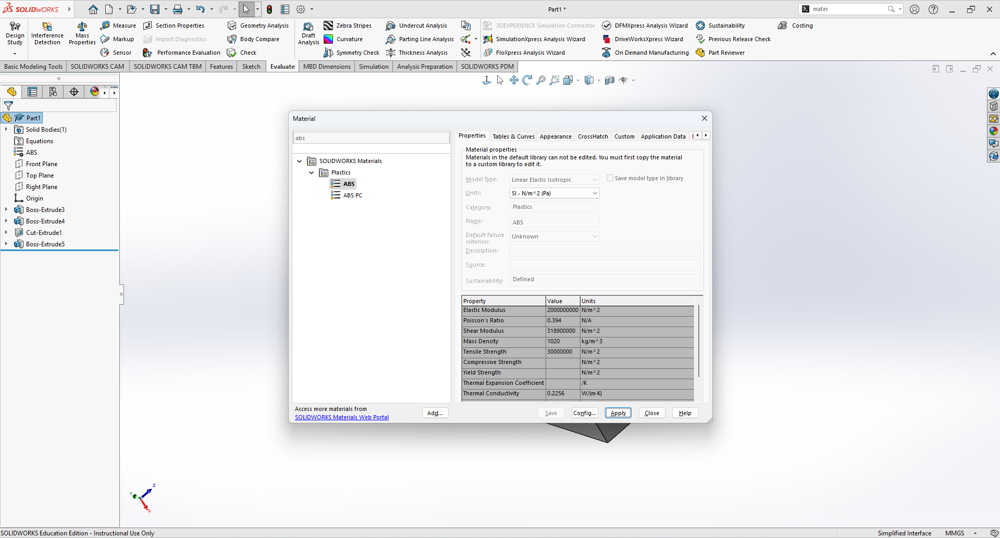 SOLIDWORKS
Part1 *
mater
Design Study
Interference Detection
Mass Properties
Measure
Markup
Sensor
Section Properties
Import Diagnostics
Performance Evaluation
Geometry Analysis
Body Compare
Check
Draft Analysis
Zebra Stripes
Curvature
Symmetry Check
Undercut Analysis
Parting Line Analysis
Thickness Analysis
3DEXPERIENCE Simulation Connector
SimulationXpress Analysis Wizard
FloXpress Analysis Wizard
DFMXpress Analysis Wizard
DriveWorksXpress Wizard
On Demand Manufacturing
Sustainability
Previous Release Check
Part Reviewer
Costing
Basic Modeling Tools
SOLIDWORKS CAM
SOLIDWORKS CAM TBM
Features
Sketch
Evaluate
MBD Dimensions
Simulation
Analysis Preparation
SOLIDWORKS PDM
Part1
Solid Bodies(1)
Equations
ABS
Front Plane
Top Plane
Right Plane
Origin
Boss-Extrude3
Boss-Extrude4
Cut-Extrude1
Boss-Extrude5
Material
abs
SOLIDWORKS Materials
Plastics
ABS
ABS PC
Access more materials from
SOLIDWORKS Materials Web Portal
Add...
Properties
Tables & Curves
Appearance
CrossHatch
Custom
Application Data
Material properties
Materials in the default library can not be edited. You must first copy the material
to a custom library to edit it.
Model Type: Linear Elastic Isotropic
Save model type in library
Units: SI - N/m^2 (Pa)
Category: Plastics
Name: ABS
Default failure criterion: Unknown
Description:
Source:
Sustainability: Defined
Property Value Units
Elastic Modulus 2000000000 N/m^2
Poisson's Ratio 0.394 N/A
Shear Modulus 318900000 N/m^2
Mass Density 1020 kg/m^3
Tensile Strength 30000000 N/m^2
Compressive Strength N/m^2
Yield Strength N/m^2
Thermal Expansion Coefficient /K
Thermal Conductivity 0.2256 W/(m·K)
Save
Config...
Apply
Close
Help
Z
Y
X
SOLIDWORKS Education Edition - Instructional Use Only
Simplified Interface
MMGS